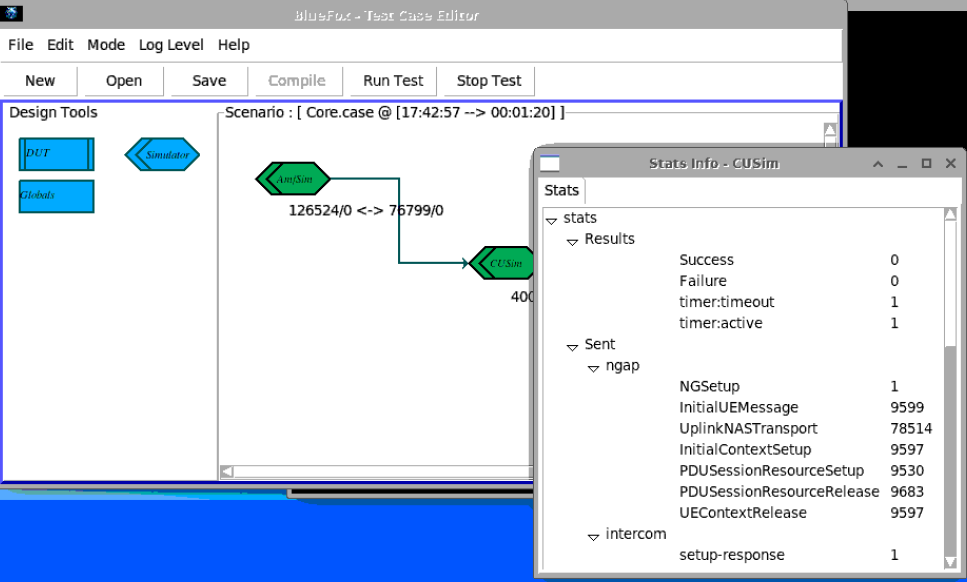 BlueFox - Test Case Editor
File Edit Mode Log Level Help
New Open Save Compile Run Test Stop Test
Design Tools
DUT
Simulator
Globals
Scenario : [ Core.case @ [17:42:57 --> 00:01:20] ]
AmfSim
126524/0 <-> 76799/0
CUSim
400
Stats Info - CUSim
Stats
stats
Results
Success 0
Failure 0
timer:timeout 1
timer:active 1
Sent
ngap
NGSetup 1
InitialUEMessage 9599
UplinkNASTransport 78514
InitialContextSetup 9597
PDUSessionResourceSetup 9530
PDUSessionResourceRelease 9683
UEContextRelease 9597
intercom
setup-response 1